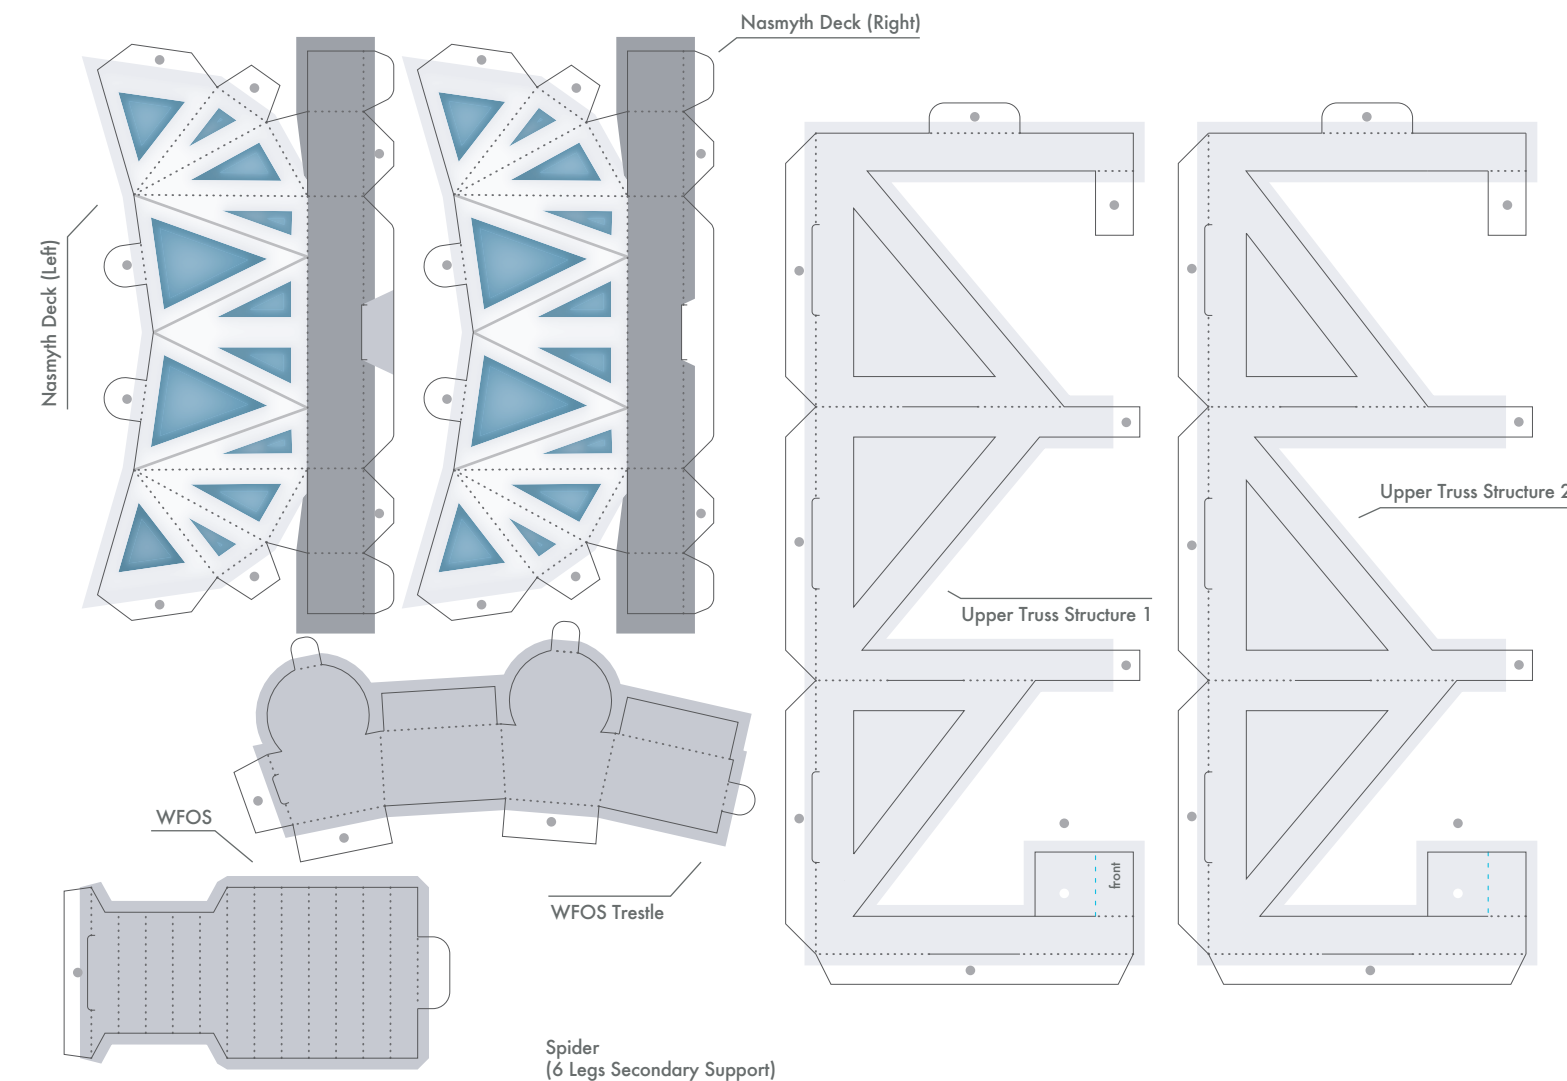 Nasmyth Deck (Right)
Nasmyth Deck (Left)
Upper Truss Structure 2
Upper Truss Structure 1
WFOS
front
WFOS Trestle
Spider
(6 Legs Secondary Support)